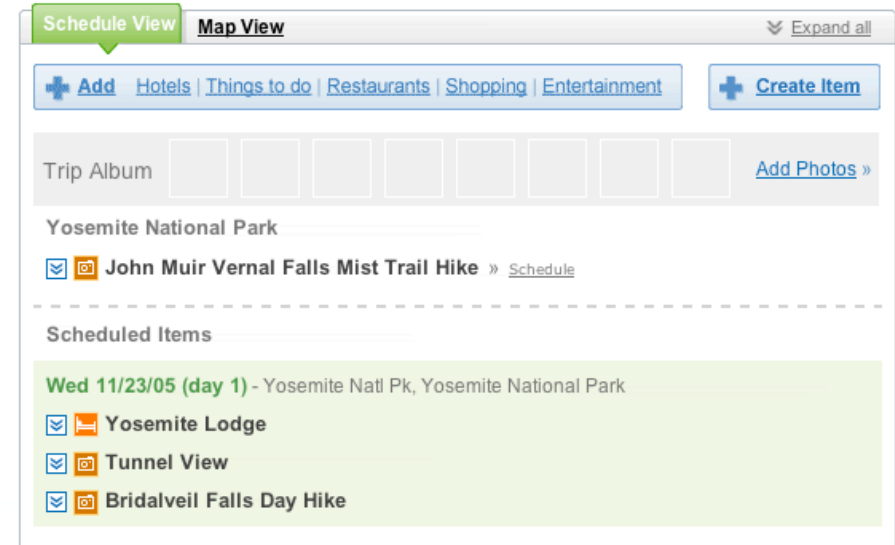 Schedule View Map View Expand all
Add Hotels | Things to do | Restaurants | Shopping | Entertainment Create Item
Trip Album Add Photos »
Yosemite National Park
John Muir Vernal Falls Mist Trail Hike » Schedule
Scheduled Items
Wed 11/23/05 (day 1) - Yosemite Natl Pk, Yosemite National Park
Yosemite Lodge
Tunnel View
Bridalveil Falls Day Hike